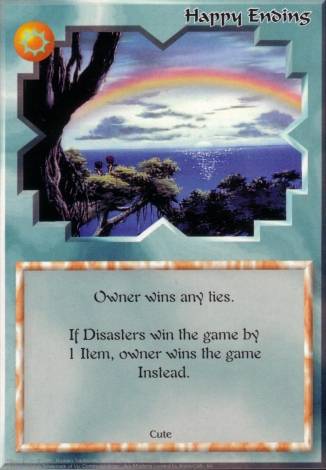 Happy Ending
Owner wins any ties.
If Disasters win the game by
1 Item, owner wins the game
Instead.
Cute